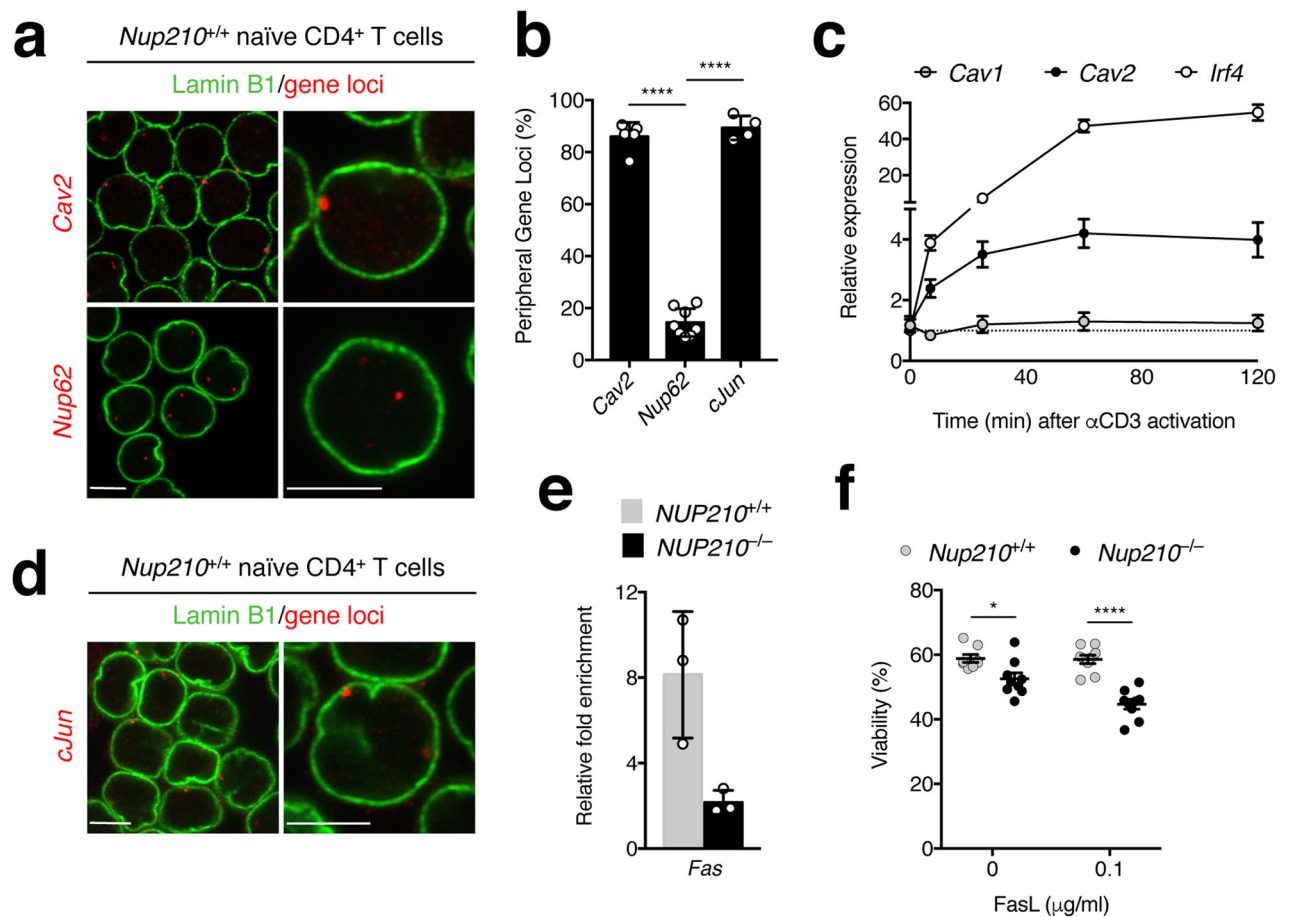 a
Nup210+/+ naïve CD4+ T cells
Lamin B1/gene loci
Cav2
Nup62
b
**** ****
Peripheral Gene Loci (%)
100
80
60
40
20
0
Cav2 Nup62 cJun
c
Cav1 Cav2 Irf4
Relative expression
60
40
20
4
2
0
0 40 80 120
Time (min) after αCD3 activation
d
Nup210+/+ naïve CD4+ T cells
Lamin B1/gene loci
cJun
e
NUP210+/+
NUP210–/–
Relative fold enrichment
12
8
4
0
Fas
f
Nup210+/+ Nup210–/–
* ****
Viability (%)
80
60
40
20
0
0 0.1
FasL (μg/ml)